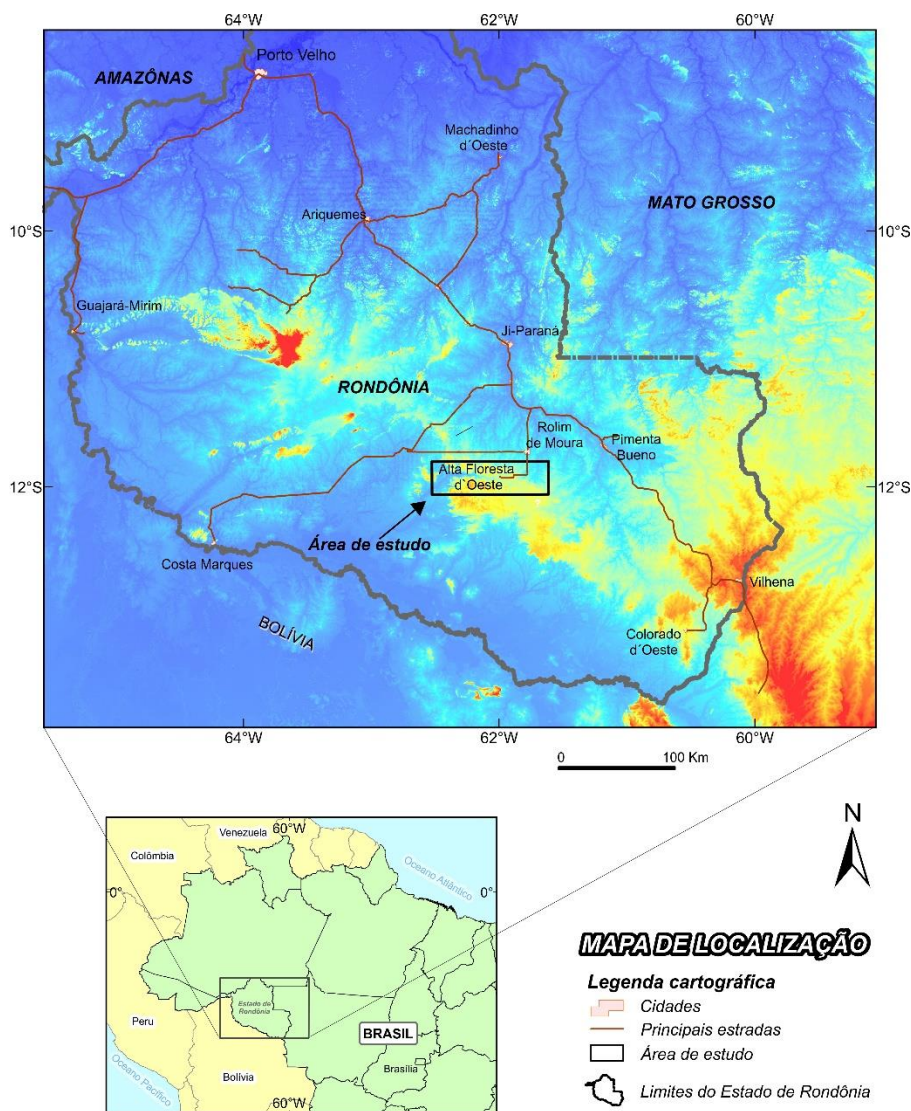 64°W 62°W 60°W
Porto Velho
AMAZÔNAS
Machadinho
d´Oeste
MATO GROSSO
Ariquemes
10°S 10°S
Guajará-Mirim
Ji-Paraná
RONDÔNIA
Rolim
de Moura
Pimenta
Bueno
Alta Floresta
d`Oeste
12°S 12°S
Área de estudo
Costa Marques
Vilhena
BOLÍVIA
Colorado
d´Oeste
64°W 62°W 60°W
0 100 Km
N
60°W
Venezuela
Colômbia
Oceano Atlântico
0° 0°
Estado de
Rondônia
Peru
BRASIL
Brasília
Bolívia
Oceano Pacífico
60°W
MAPA DE LOCALIZAÇÃO
Legenda cartográfica
Cidades
Principais estradas
Área de estudo
Limites do Estado de Rondônia